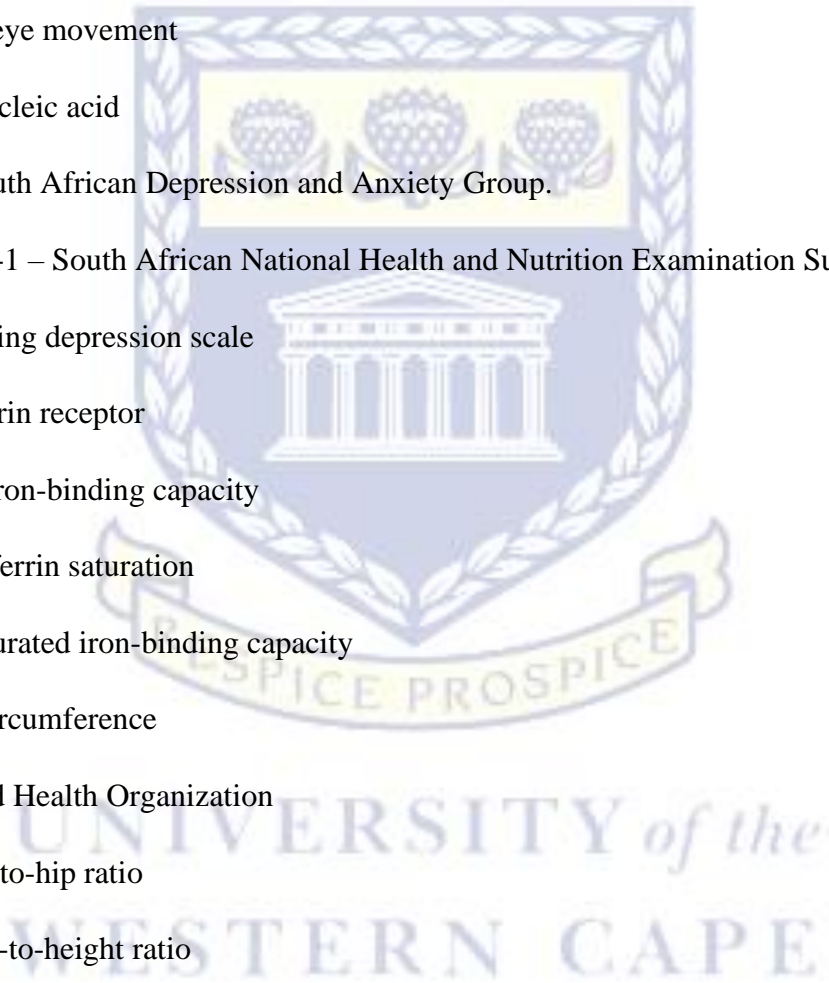 eye movement
cleic acid
uth African Depression and Anxiety Group.
-1 – South African National Health and Nutrition Examination Su
ing depression scale
rin receptor
ron-binding capacity
ferrin saturation
urated iron-binding capacity
rcumference
d Health Organization
to-hip ratio
-to-height ratio
RESPICE PROSPICE
UNIVERSITY of the
WESTERN CAPE